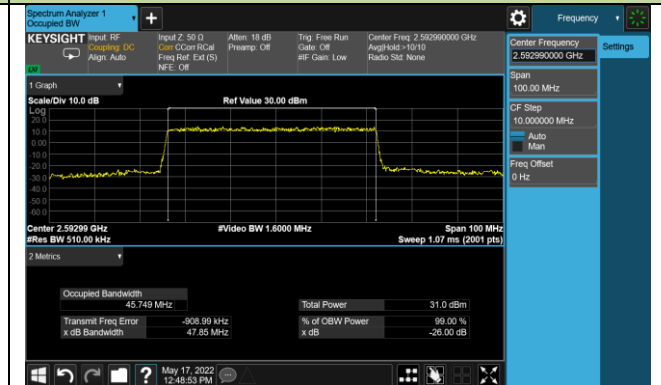 Spectrum Analyzer 1
Occupied BW
Frequency
KEYSIGHT
Input: RF
Coupling: DC
Align: Auto
Input Z: 50 Ω
Corr CCorr RCal
Freq Ref: Ext (S)
NFE: Off
Atten: 18 dB
Preamp: Off
Trig: Free Run
Gate: Off
#IF Gain: Low
Center Freq: 2.592990000 GHz
Avg|Hold:>10/10
Radio Std: None
LXI
Center Frequency
2.592990000 GHz
Settings
Span
100.00 MHz
CF Step
10.000000 MHz
Auto
Man
Freq Offset
0 Hz
1 Graph
Scale/Div 10.0 dB
Ref Value 30.00 dBm
Log
20.0
10.0
0.00
-10.0
-20.0
-30.0
-40.0
-50.0
-60.0
Center 2.59299 GHz
#Video BW 1.6000 MHz
Span 100 MHz
#Res BW 510.00 kHz
Sweep 1.07 ms (2001 pts)
2 Metrics
Occupied Bandwidth
45.749 MHz
Total Power
31.0 dBm
Transmit Freq Error
-908.99 kHz
% of OBW Power
99.00 %
x dB Bandwidth
47.85 MHz
x dB
-26.00 dB
?
May 17, 2022
12:48:53 PM